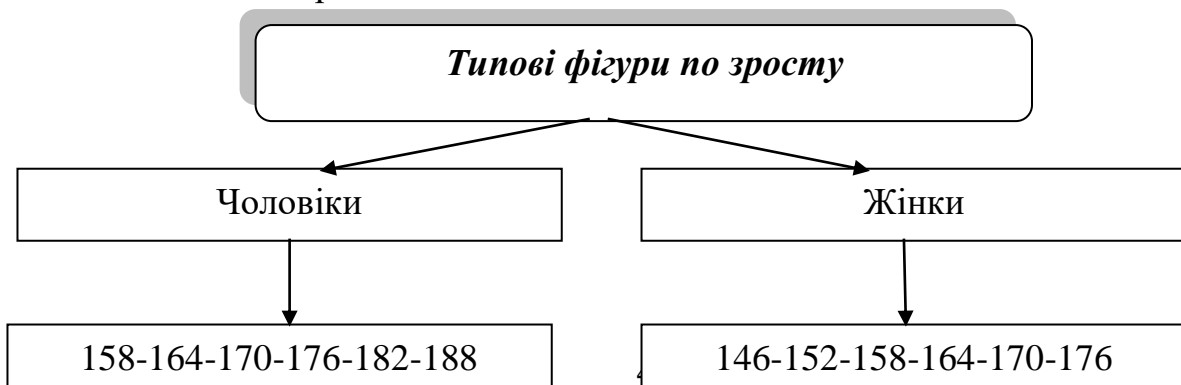 Типові фігури по зросту
Чоловіки
Жінки
158-164-170-176-182-188
146-152-158-164-170-176